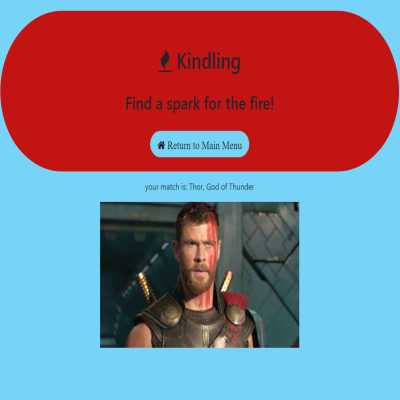 Kindling
Find a spark for the fire!
Return to Main Menu
your match is: Thor, God of Thunder